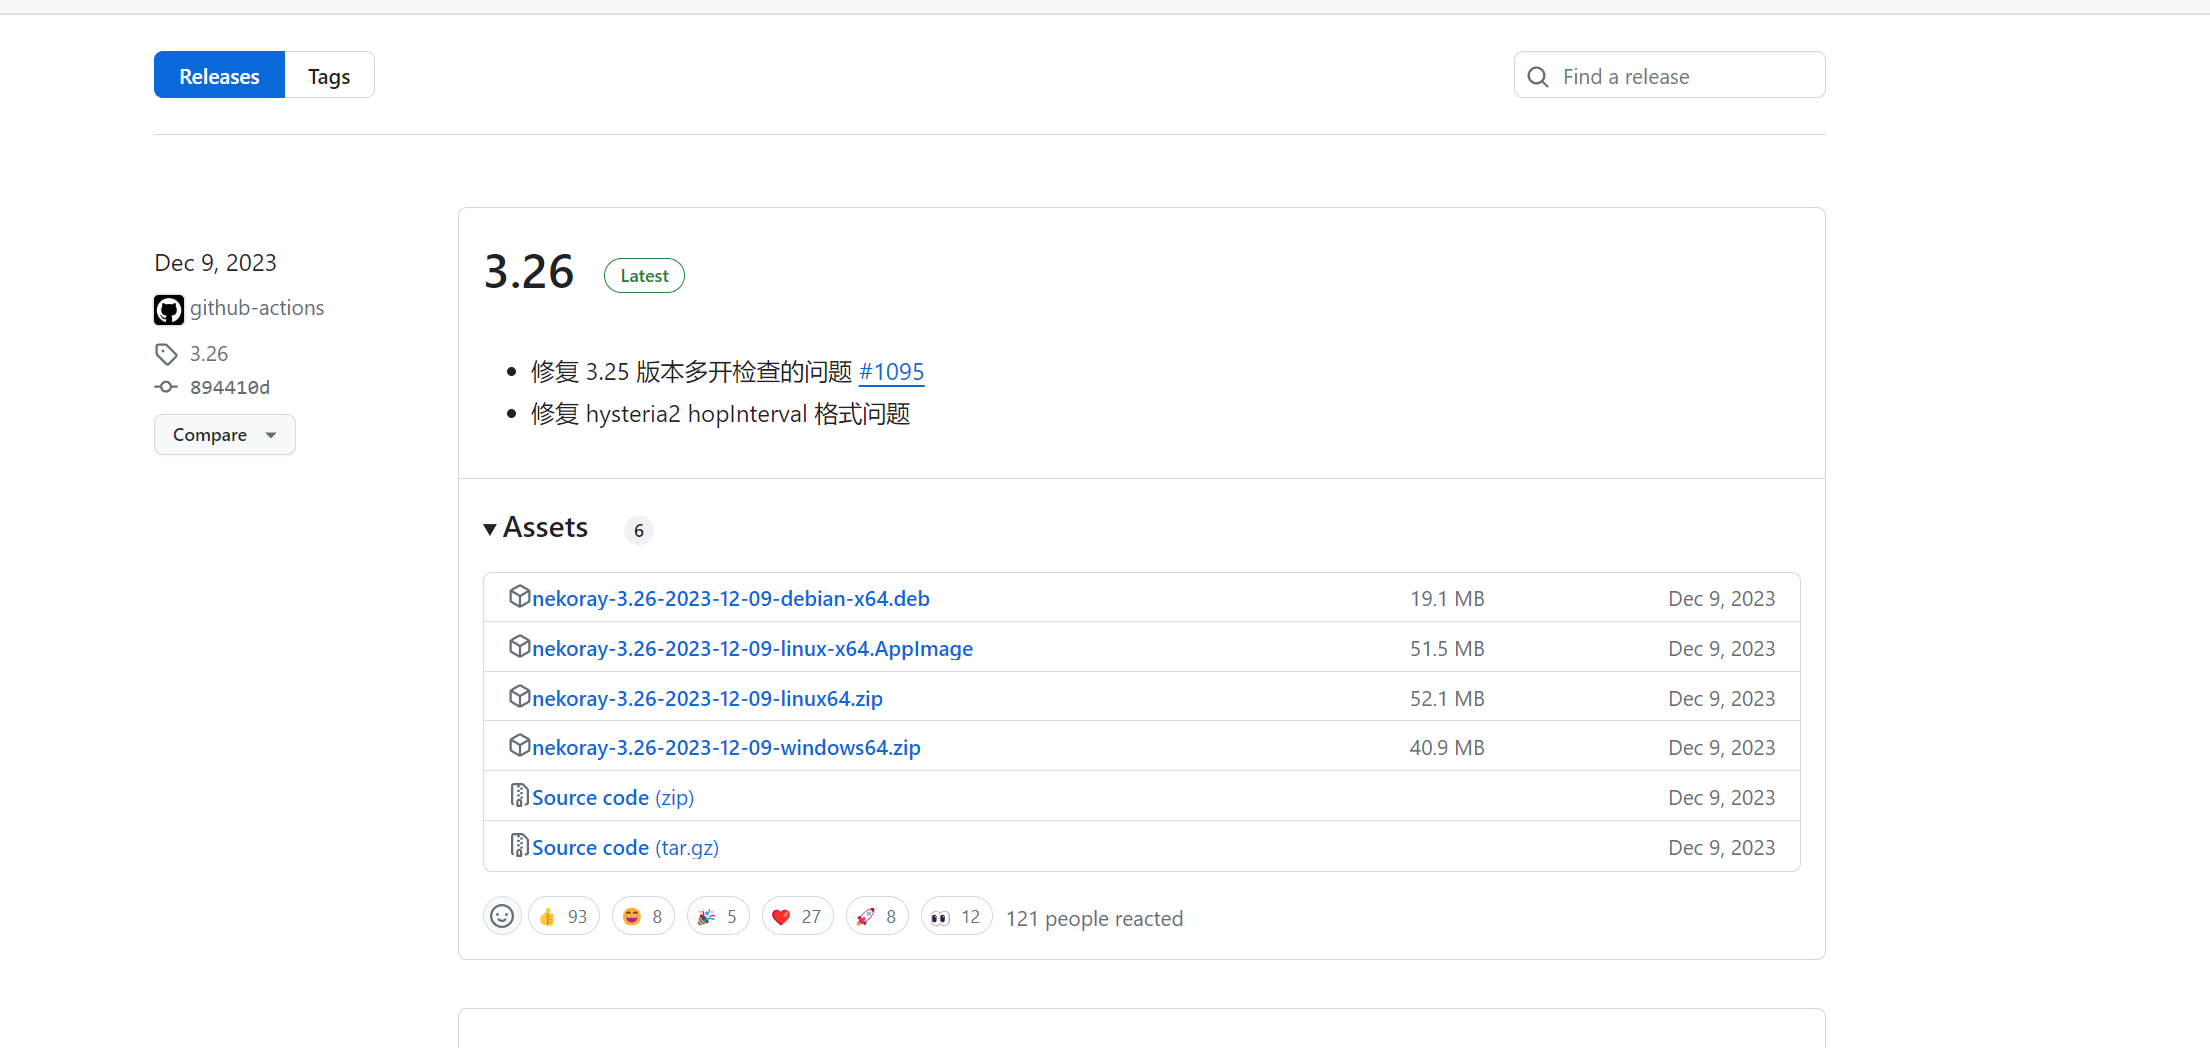 Releases
Tags
Find a release
Dec 9, 2023
github-actions
3.26
894410d
Compare
3.26
Latest
修复 3.25 版本多开检查的问题 #1095
修复 hysteria2 hopInterval 格式问题
Assets 6
nekoray-3.26-2023-12-09-debian-x64.deb 19.1 MB Dec 9, 2023
nekoray-3.26-2023-12-09-linux-x64.AppImage 51.5 MB Dec 9, 2023
nekoray-3.26-2023-12-09-linux64.zip 52.1 MB Dec 9, 2023
nekoray-3.26-2023-12-09-windows64.zip 40.9 MB Dec 9, 2023
Source code (zip) Dec 9, 2023
Source code (tar.gz) Dec 9, 2023
93 8 5 27 8 12 121 people reacted